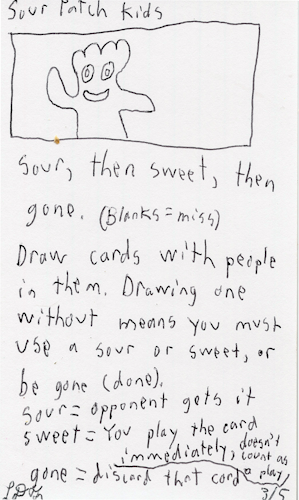 Sour Patch Kids
Sour, then sweet, then
gone. (Blanks = miss)
Draw cards with people
in them. Drawing one
without means you must
use a sour or sweet, or
be gone (done).
Sour = opponent gets it
Sweet = You play the card
immediately, doesn't
count as
a play
gone = discard that card
3/5